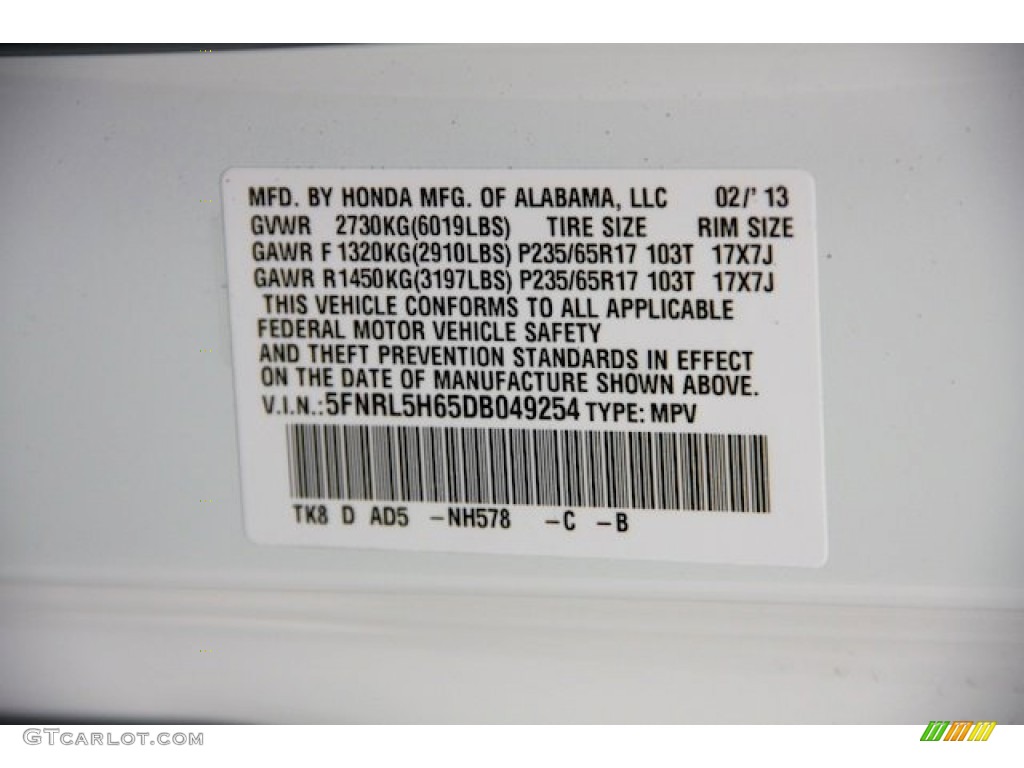 MFD. BY HONDA MFG. OF ALABAMA, LLC 02/' 13
GVWR 2730KG(6019LBS) TIRE SIZE RIM SIZE
GAWR F 1320KG(2910LBS) P235/65R17 103T 17X7J
GAWR R1450KG(3197LBS) P235/65R17 103T 17X7J
THIS VEHICLE CONFORMS TO ALL APPLICABLE
FEDERAL MOTOR VEHICLE SAFETY
AND THEFT PREVENTION STANDARDS IN EFFECT
ON THE DATE OF MANUFACTURE SHOWN ABOVE.
V.I.N.:5FNRL5H65DB049254 TYPE: MPV
TK8 D AD5 -NH578 -C -B
GTCarLot.com